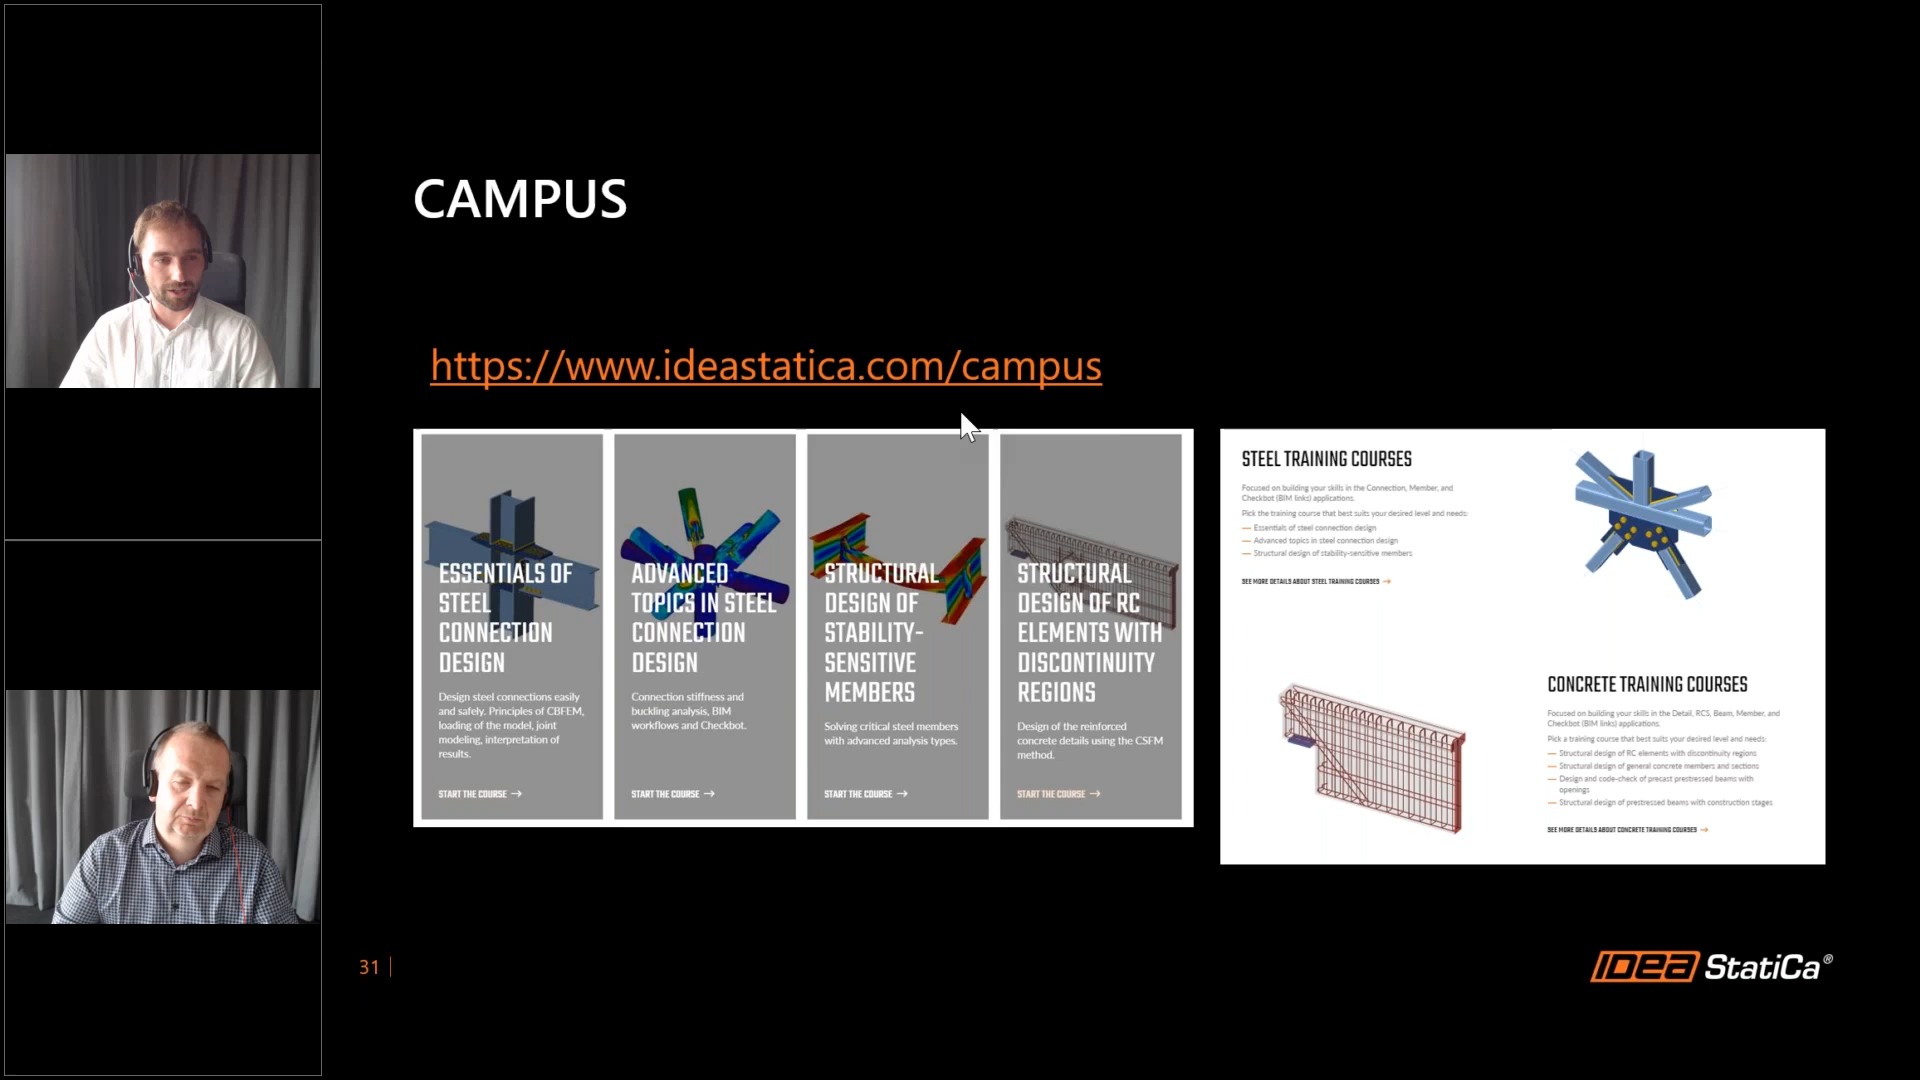 CAMPUS
https://www.ideastatica.com/campus
ESSENTIALS OF
STEEL
CONNECTION
DESIGN
Design steel connections easily
and safely. Principles of CBFEM,
loading of the model, joint
modeling, interpretation of
results.
START THE COURSE →
ADVANCED
TOPICS IN STEEL
CONNECTION
DESIGN
Connection stiffness and
buckling analysis, BIM
workflows and Checkbot.
START THE COURSE →
STRUCTURAL
DESIGN OF
STABILITY-
SENSITIVE
MEMBERS
Solving critical steel members
with advanced analysis types.
START THE COURSE →
STRUCTURAL
DESIGN OF RC
ELEMENTS WITH
DISCONTINUITY
REGIONS
Design of the reinforced
concrete details using the CSFM
method.
START THE COURSE →
STEEL TRAINING COURSES
Focused on building your skills in the Connection, Member, and
Checkbot (BIM links) applications.
Pick the training course that best suits your desired level and needs:
— Essentials of steel connection design
— Advanced topics in steel connection design
— Structural design of stability-sensitive members
SEE MORE DETAILS ABOUT STEEL TRAINING COURSES →
CONCRETE TRAINING COURSES
Focused on building your skills in the Detail, RCS, Beam, Member, and
Checkbot (BIM links) applications.
Pick a training course that best suits your desired level and needs:
— Structural design of RC elements with discontinuity regions
— Structural design of general concrete members and sections
— Design and code-check of precast prestressed beams with
openings
— Structural design of prestressed beams with construction stages
SEE MORE DETAILS ABOUT CONCRETE TRAINING COURSES →
31
IDEA StatiCa®